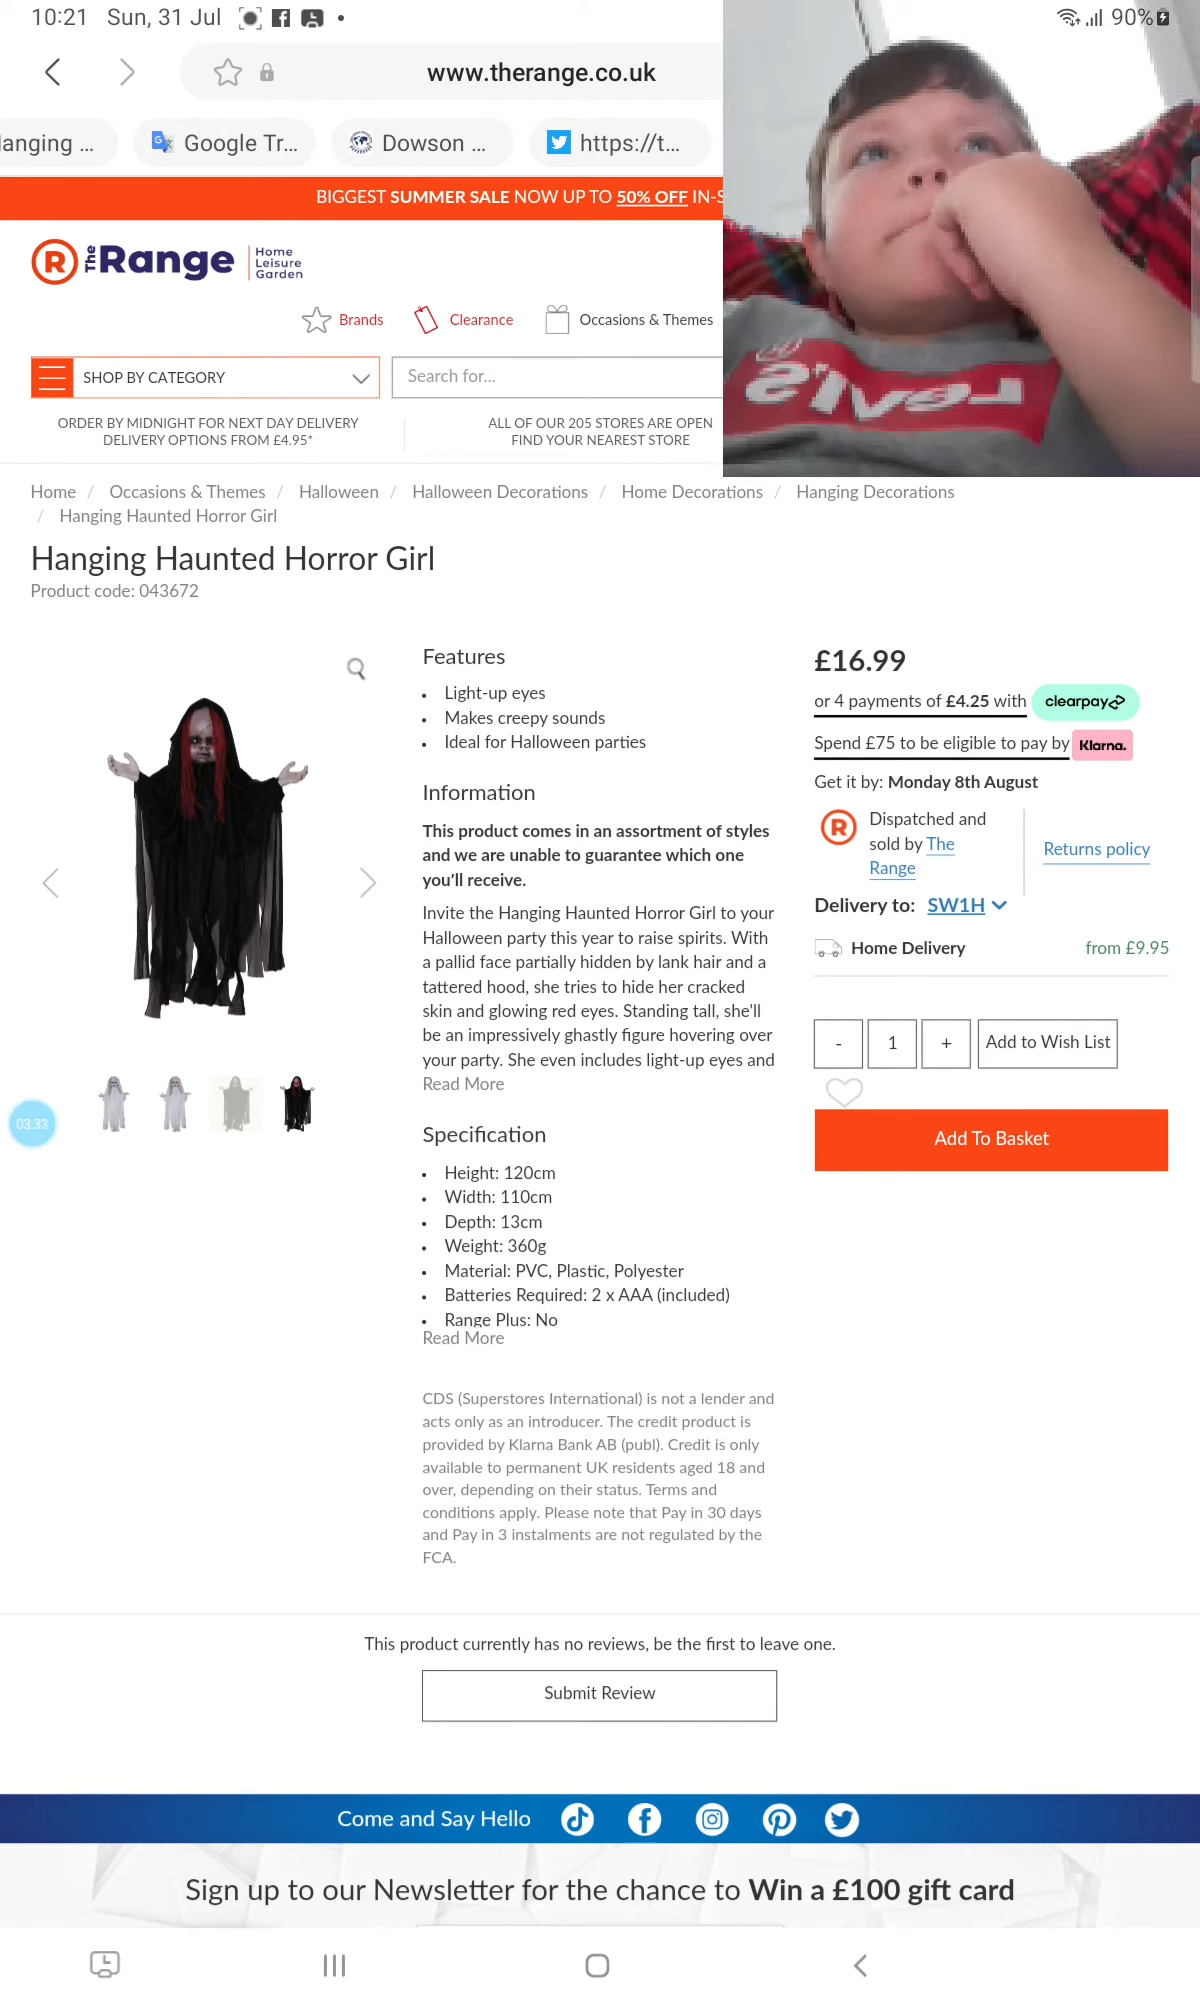 10:21 Sun, 31 Jul
90%
www.therange.co.uk
anging ...
Google Tr...
Dowson ...
https://t...
BIGGEST SUMMER SALE NOW UP TO 50% OFF IN-S
R The Range Home
Leisure
Garden
Brands
Clearance
Occasions & Themes
SHOP BY CATEGORY
Search for...
ORDER BY MIDNIGHT FOR NEXT DAY DELIVERY
DELIVERY OPTIONS FROM £4.95*
ALL OF OUR 205 STORES ARE OPEN
FIND YOUR NEAREST STORE
Levi's
Home / Occasions & Themes / Halloween / Halloween Decorations / Home Decorations / Hanging Decorations
/ Hanging Haunted Horror Girl
Hanging Haunted Horror Girl
Product code: 043672
Features
• Light-up eyes
• Makes creepy sounds
• Ideal for Halloween parties
Information
This product comes in an assortment of styles
and we are unable to guarantee which one
you'll receive.
Invite the Hanging Haunted Horror Girl to your
Halloween party this year to raise spirits. With
a pallid face partially hidden by lank hair and a
tattered hood, she tries to hide her cracked
skin and glowing red eyes. Standing tall, she'll
be an impressively ghastly figure hovering over
your party. She even includes light-up eyes and
Read More
Specification
• Height: 120cm
• Width: 110cm
• Depth: 13cm
• Weight: 360g
• Material: PVC, Plastic, Polyester
• Batteries Required: 2 x AAA (included)
• Range Plus: No
Read More
CDS (Superstores International) is not a lender and
acts only as an introducer. The credit product is
provided by Klarna Bank AB (publ). Credit is only
available to permanent UK residents aged 18 and
over, depending on their status. Terms and
conditions apply. Please note that Pay in 30 days
and Pay in 3 instalments are not regulated by the
FCA.
£16.99
or 4 payments of £4.25 with clearpay
Spend £75 to be eligible to pay by Klarna.
Get it by: Monday 8th August
R
Dispatched and
sold by The
Range
Returns policy
Delivery to: SW1H
Home Delivery
from £9.95
- 1 + Add to Wish List
Add To Basket
This product currently has no reviews, be the first to leave one.
Submit Review
Come and Say Hello
Sign up to our Newsletter for the chance to Win a £100 gift card